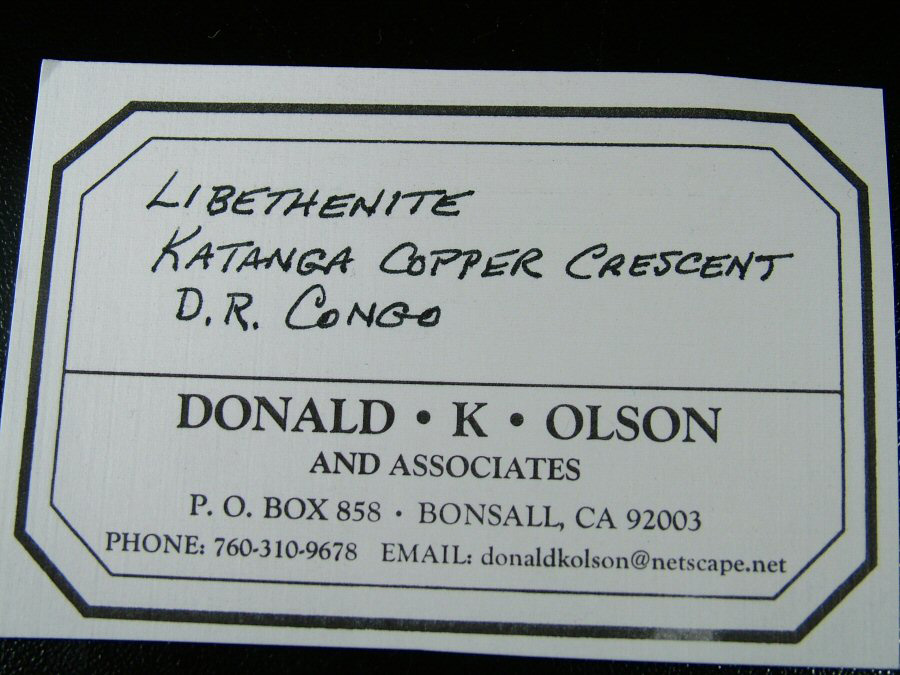 LIBETHENITE
KATANGA COPPER CRESCENT
D.R. CONGO
DONALD • K • OLSON
AND ASSOCIATES
P. O. BOX 858 · BONSALL, CA 92003
PHONE: 760-310-9678 EMAIL: donaldkolson@netscape.net